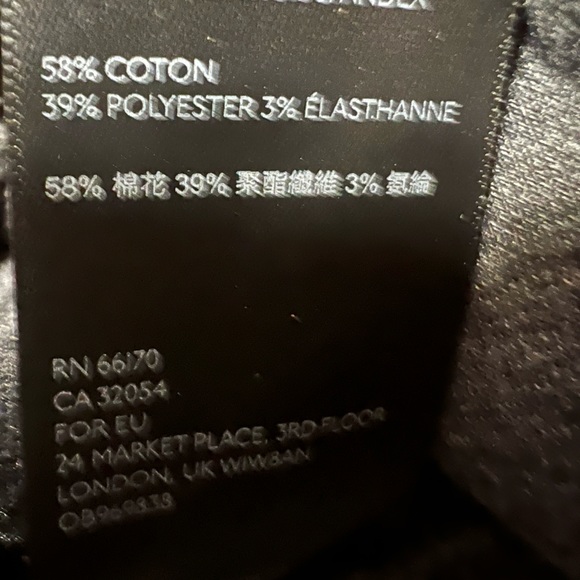 58% COTON
39% POLYESTER 3% ÉLASTHANNE
58% 棉花 39% 聚酯纖維 3% 氨綸
RN 66170
CA 32054
FOR EU
24 MARKET PLACE, 3RD FLOOR
LONDON, UK W1W8AN